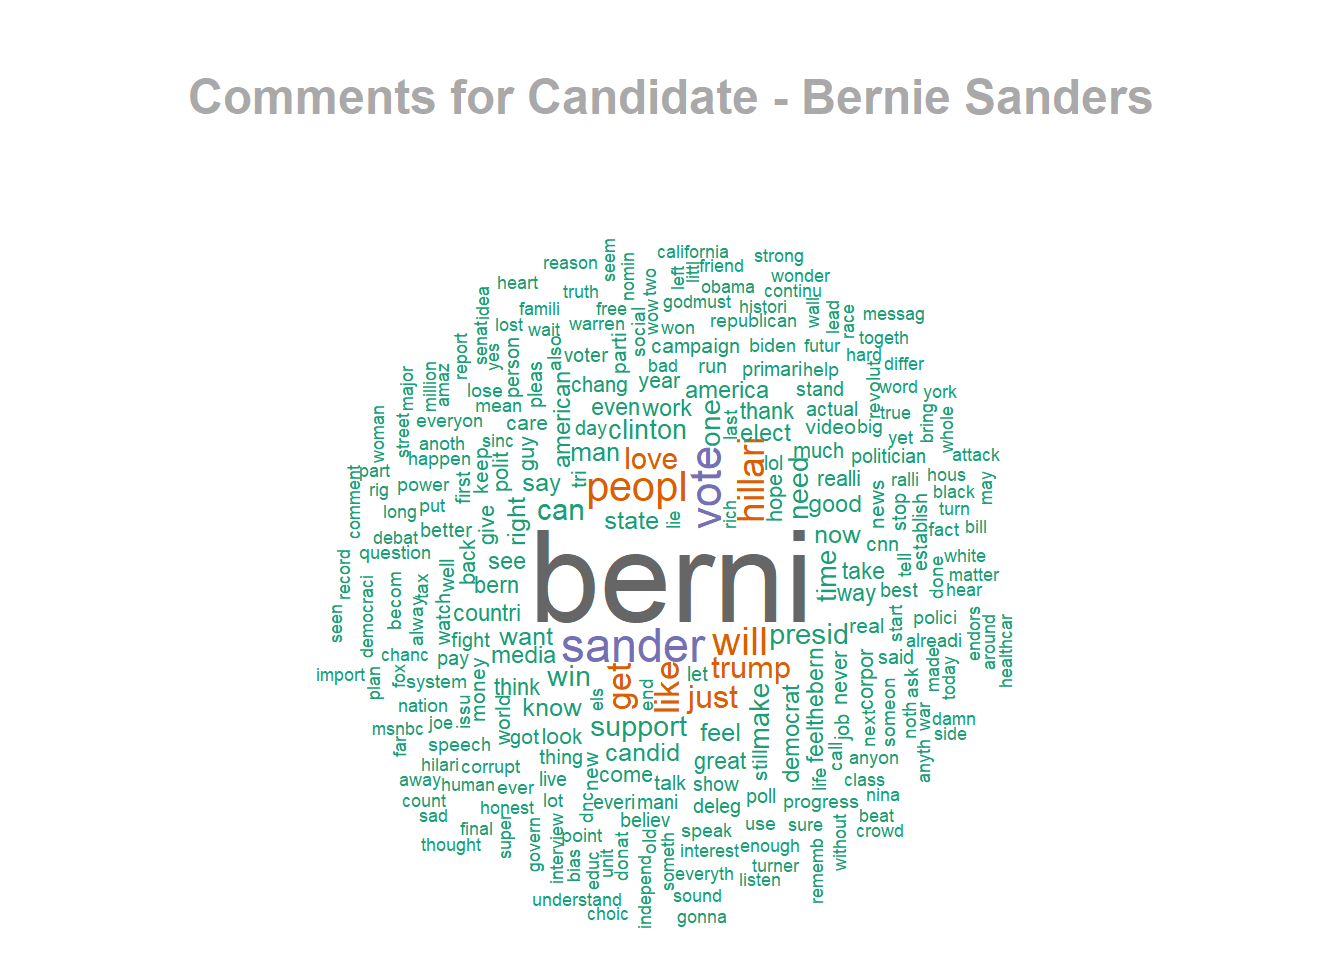 Comments for Candidate - Bernie Sanders
california
strong
reason
seem
nomin
two
left
littl
friend
wonder
heart
truth
obama
continu
senat
idea
famili
free
wow
godmust
histori
wall
lead
race
messag
lost
wait
warren
social
won
republican
togeth
report
yes
person
also
voter
parti
campaign
biden
futur
hard
differ
major
million
amaz
lose
pleas
chang
bad
year
run
primari
help
revolut
word
york
mean
american
even
work
america
stand
woman
street
everyon
care
day
clinton
one
last
thank
actual
video
big
true
bring
whole
anoth
sinc
guy
man
love
vote
hillari
elect
lol
much
yet
politician
attack
part
happen
keep
polit
say
tri
peopl
hope
need
realli
ralli
hous
may
comment
rig
power
first
can
state
lie
rich
good
news
stop
black
long
put
give
right
now
establish
turn
debat
better
fact
bill
question
back
see
berni
time
take
cnn
tell
white
record
well
bern
way
best
done
matter
hear
seen
democraci
becom
alway
tax
watch
countri
start
polici
endors
around
healthcar
fight
want
sander
will
presid
real
alreadi
chanc
pay
media
get
like
let
trump
never
said
made
today
import
plan
fox
system
money
think
win
els
end
just
corpor
ask
nation
issu
world
know
support
feel
make
still
democrat
feelthebern
job
next
someon
noth
war
damn
side
msnbc
joe
far
speech
got
look
candid
great
call
anyon
anyth
hilari
corrupt
thing
come
talk
show
life
class
away
human
ever
live
new
count
honest
lot
dnc
everi
mani
deleg
poll
progress
nina
sad
final
super
believ
use
sure
beat
crowd
thought
govern
interview
point
old
speak
enough
without
bias
educ
unit
donat
someth
interest
turner
rememb
everyth
listen
understand
independ
sound
choic
gonna